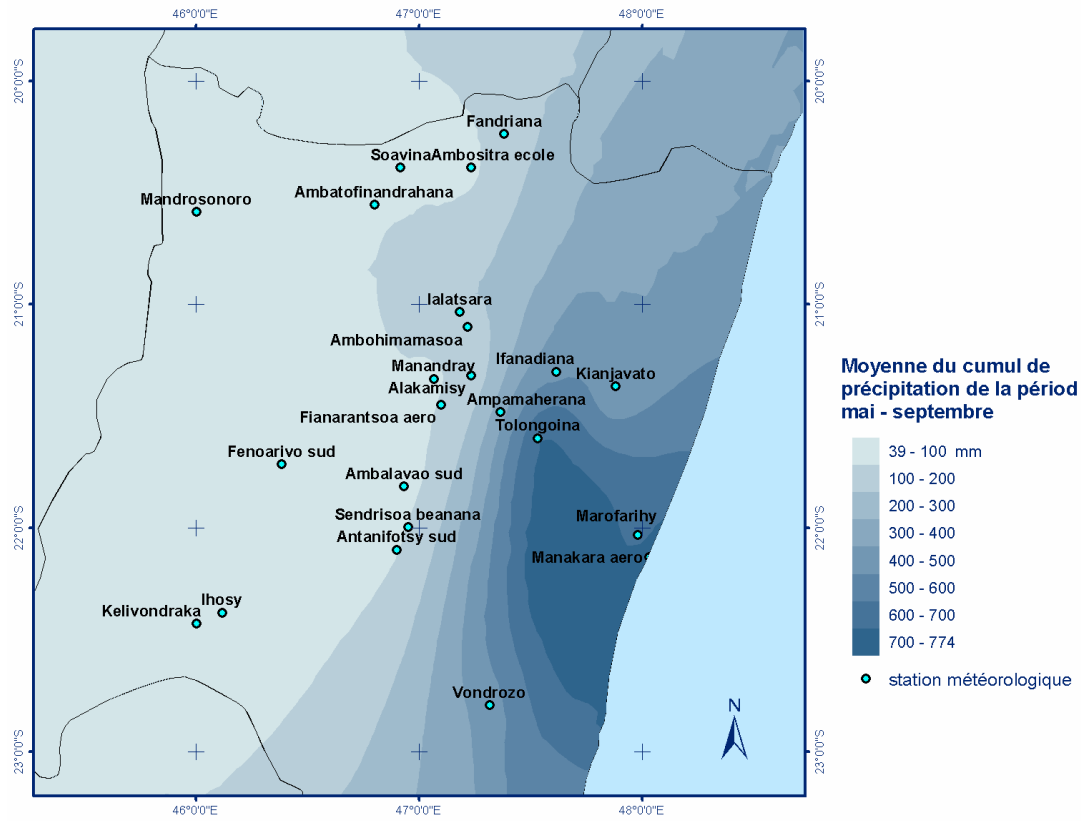 46°0'0"E 47°0'0"E 48°0'0"E
20°0'0"S 20°0'0"S
Fandriana
Soavina Ambositra ecole
Ambatofinandrahana
Mandrosonoro
21°0'0"S 21°0'0"S
Ialatsara
Ambohimamasoa
Ifanadiana
Manandray
Kianjavato
Alakamisy
Ampamaherana
Fianarantsoa aero
Tolongoina
Fenoarivo sud
Ambalavao sud
Sendrisoa beanana
Marofarihy
22°0'0"S 22°0'0"S
Antanifotsy sud
Manakara aero
Ihosy
Kelivondraka
Vondrozo
N
23°0'0"S 23°0'0"S
46°0'0"E 47°0'0"E 48°0'0"E
Moyenne du cumul de
précipitation de la périod
mai - septembre
39 - 100 mm
100 - 200
200 - 300
300 - 400
400 - 500
500 - 600
600 - 700
700 - 774
station météorologique